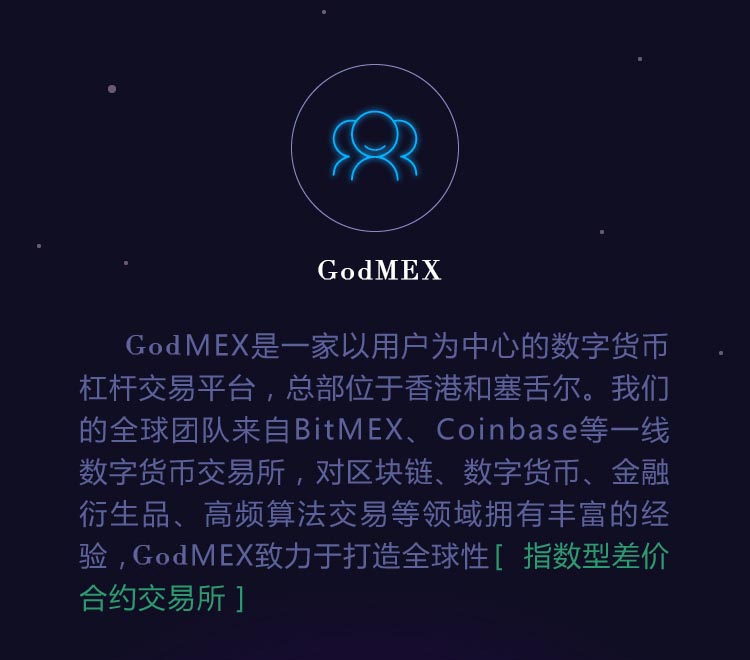 GodMEX
GodMEX是一家以用户为中心的数字货币
杠杆交易平台，总部位于香港和塞舌尔。我们
的全球团队来自BitMEX、Coinbase等一线
数字货币交易所，对区块链、数字货币、金融
衍生品、高频算法交易等领域拥有丰富的经
验，GodMEX致力于打造全球性[ 指数型差价
合约交易所 ]